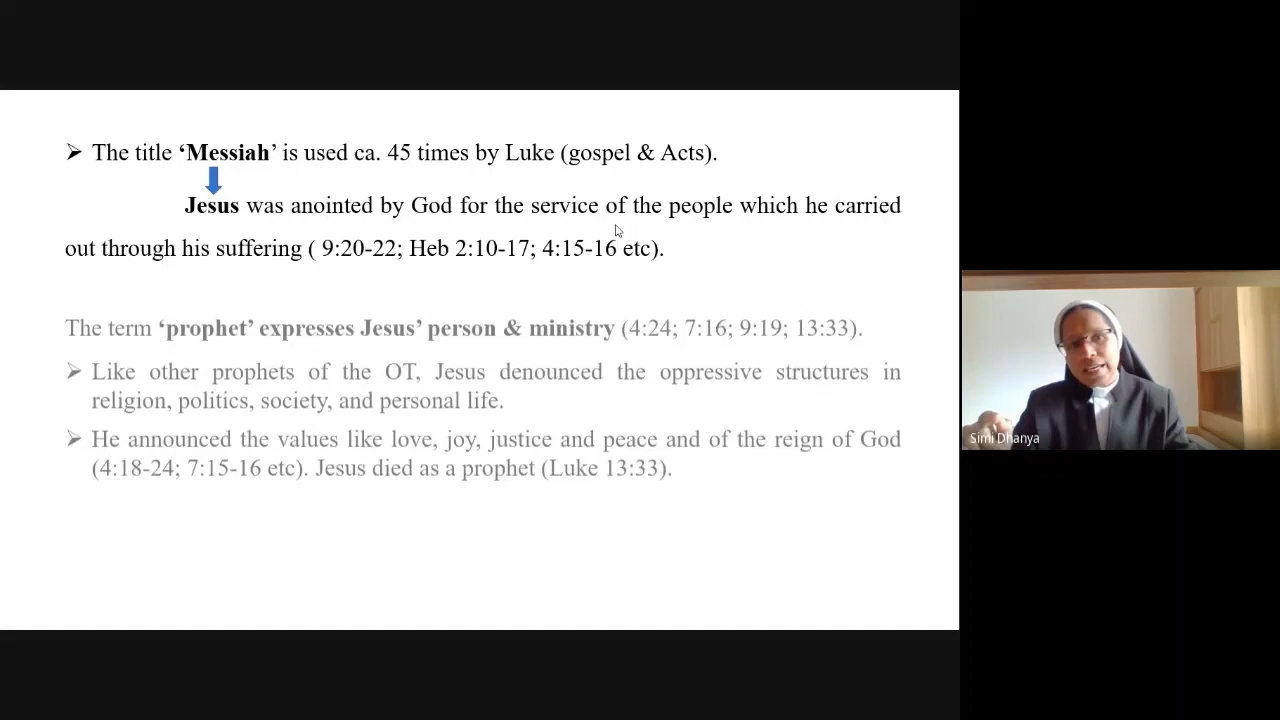 ➢ The title ‘Messiah’ is used ca. 45 times by Luke (gospel & Acts).
Jesus was anointed by God for the service of the people which he carried
out through his suffering ( 9:20-22; Heb 2:10-17; 4:15-16 etc).
The term ‘prophet’ expresses Jesus’ person & ministry (4:24; 7:16; 9:19; 13:33).
➢ Like other prophets of the OT, Jesus denounced the oppressive structures in
religion, politics, society, and personal life.
➢ He announced the values like love, joy, justice and peace and of the reign of God
(4:18-24; 7:15-16 etc). Jesus died as a prophet (Luke 13:33).
Simi Dhanya